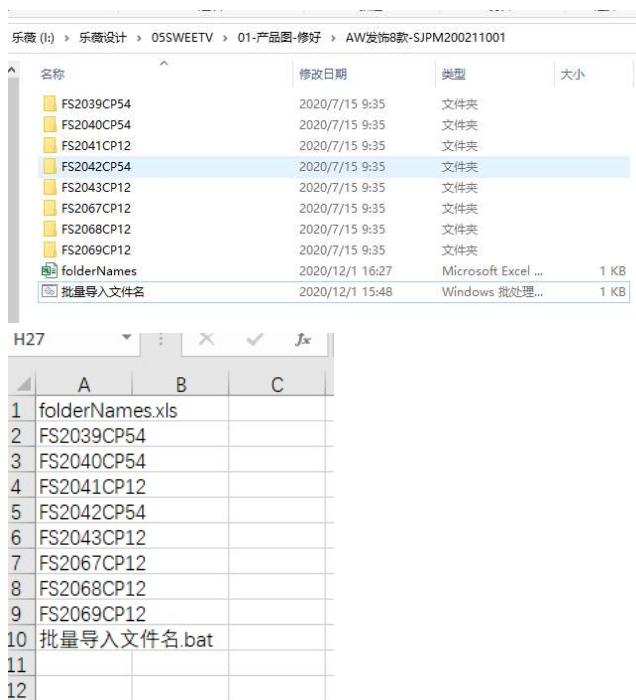 乐薇 (I:) > 乐薇设计 > 05SWEETV > 01-产品图-修好 > AW发饰8款-SJPM200211001
名称 修改日期 类型 大小
FS2039CP54 2020/7/15 9:35 文件夹
FS2040CP54 2020/7/15 9:35 文件夹
FS2041CP12 2020/7/15 9:35 文件夹
FS2042CP54 2020/7/15 9:35 文件夹
FS2043CP12 2020/7/15 9:35 文件夹
FS2067CP12 2020/7/15 9:35 文件夹
FS2068CP12 2020/7/15 9:35 文件夹
FS2069CP12 2020/7/15 9:35 文件夹
folderNames 2020/12/1 16:27 Microsoft Excel ... 1 KB
批量导入文件名 2020/12/1 15:48 Windows 批处理... 1 KB
H27 fx
A B C
1 folderNames.xls
2 FS2039CP54
3 FS2040CP54
4 FS2041CP12
5 FS2042CP54
6 FS2043CP12
7 FS2067CP12
8 FS2068CP12
9 FS2069CP12
10 批量导入文件名.bat
11
12